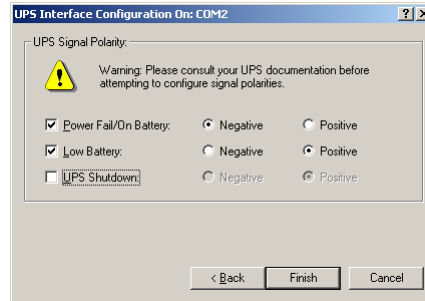 UPS Interface Configuration On: COM2
UPS Signal Polarity:
Warning: Please consult your UPS documentation before
attempting to configure signal polarities.
Power Fail/On Battery: Negative Positive
Low Battery: Negative Positive
UPS Shutdown: Negative Positive
< Back Finish Cancel